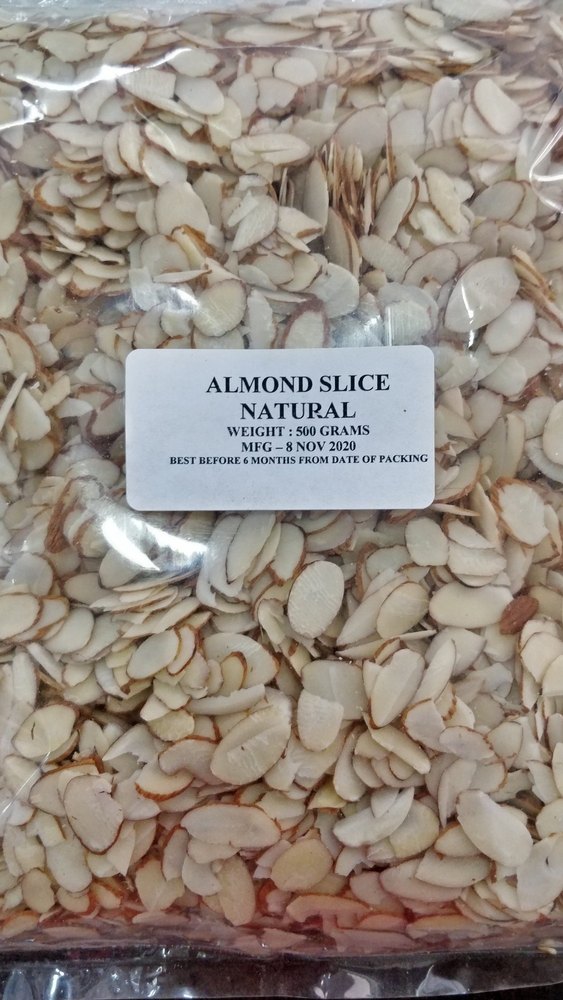 ALMOND SLICE
NATURAL
WEIGHT : 500 GRAMS
MFG – 8 NOV 2020
BEST BEFORE 6 MONTHS FROM DATE OF PACKING